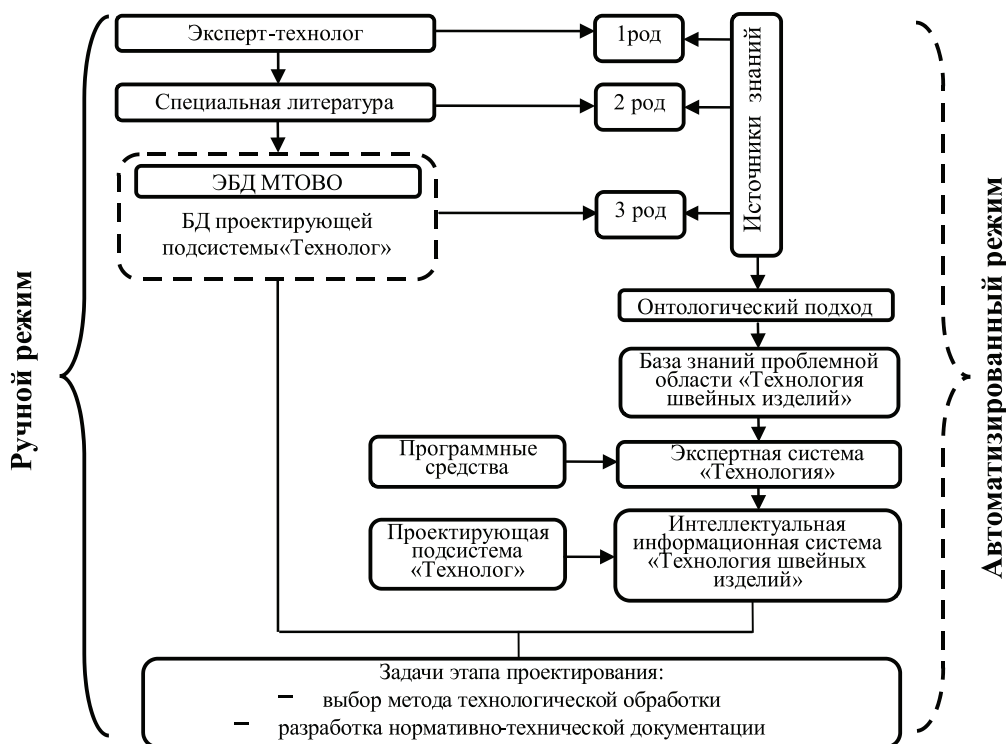 Эксперт-технолог
1род
Специальная литература
2 род
ЭБД МТОВО
БД проектирующей
подсистемы«Технолог»
3 род
Источники знаний
Ручной режим
Автоматизированный режим
Онтологический подход
База знаний проблемной
области «Технология
швейных изделий»
Программные
средства
Экспертная система
«Технология»
Проектирующая
подсистема
«Технолог»
Интеллектуальная
информационная система
«Технология швейных
изделий»
Задачи этапа проектирования:
– выбор метода технологической обработки
– разработка нормативно-технической документации